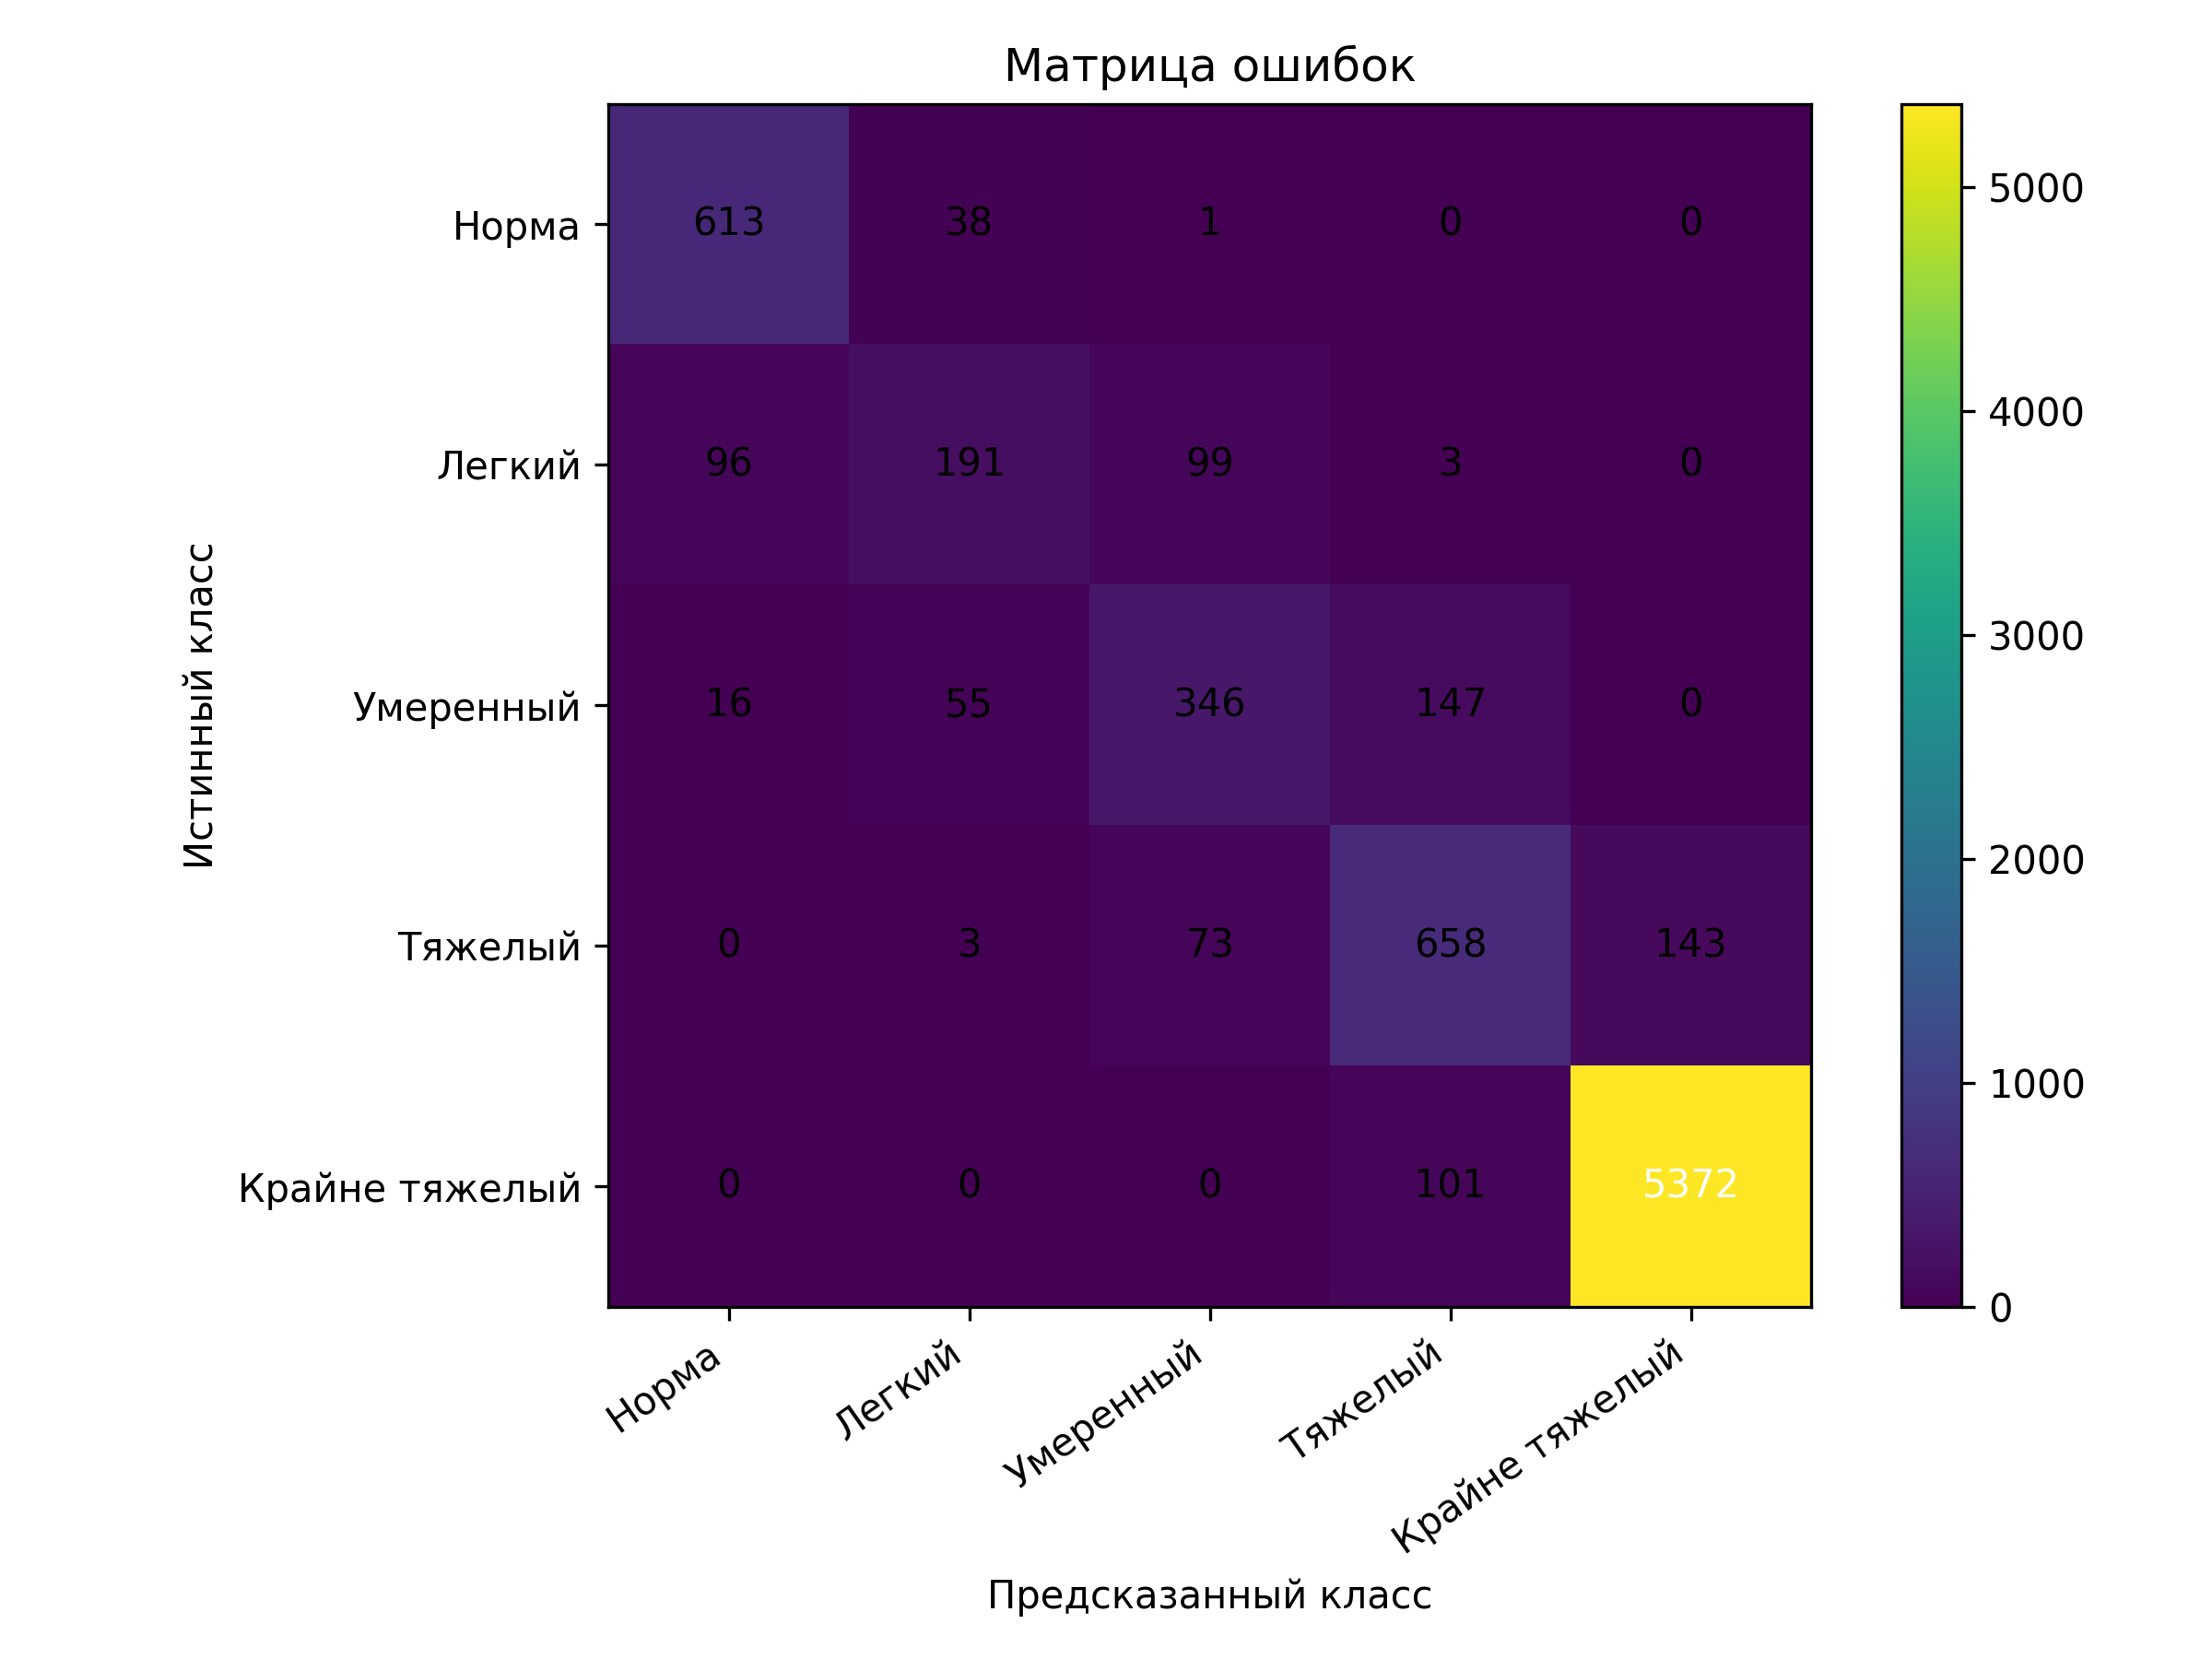 Матрица ошибок
Истинный класс
Норма 613 38 1 0 0
Легкий 96 191 99 3 0
Умеренный 16 55 346 147 0
Тяжелый 0 3 73 658 143
Крайне тяжелый 0 0 0 101 5372
Норма Легкий Умеренный Тяжелый Крайне тяжелый
Предсказанный класс
5000
4000
3000
2000
1000
0